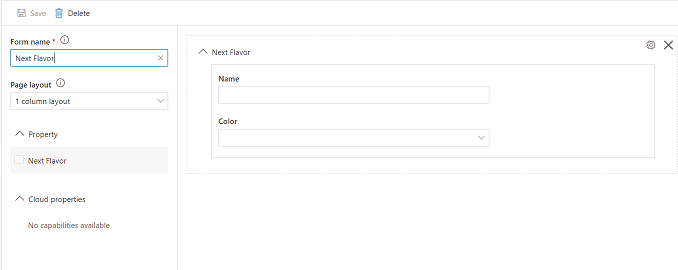 Save Delete
Form name *
Next Flavor
Page layout
1 column layout
Property
Next Flavor
Cloud properties
No capabilities available
Next Flavor
Name
Color